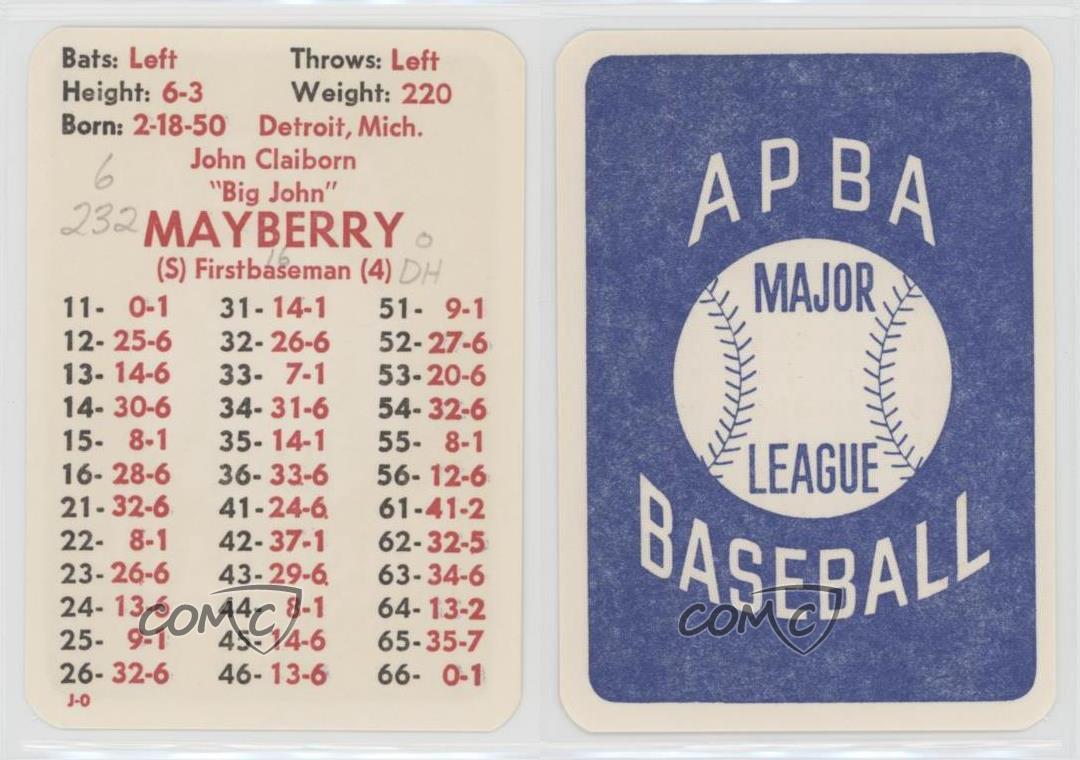 Bats: Left Throws: Left
Height: 6-3 Weight: 220
Born: 2-18-50 Detroit, Mich.
John Claiborn
6
"Big John"
232 MAYBERRY
16 0
(S) Firstbaseman (4) DH
11- 0-1 31- 14-1 51- 9-1
12- 25-6 32- 26-6 52- 27-6
13- 14-6 33- 7-1 53- 20-6
14- 30-6 34- 31-6 54- 32-6
15- 8-1 35- 14-1 55- 8-1
16- 28-6 36- 33-6 56- 12-6
21- 32-6 41- 24-6 61- 41-2
22- 8-1 42- 37-1 62- 32-5
23- 26-6 43- 29-6 63- 34-6
24- 13-6 44- 8-1 64- 13-2
25- 9-1 45- 14-6 65- 35-7
26- 32-6 46- 13-6 66- 0-1
J-0
COMC
APBA
MAJOR
LEAGUE
BASEBALL
COMC